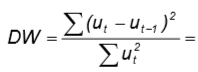 DW = ∑(u_t − u_{t−1})² / ∑u_t² =